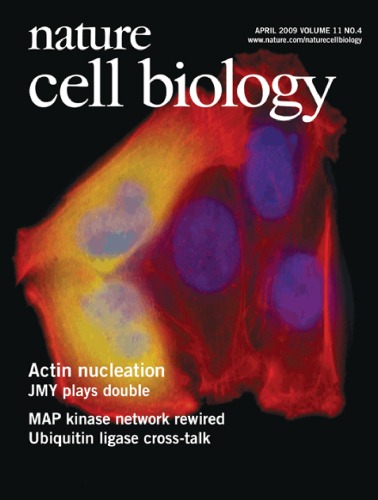 nature
APRIL 2009 VOLUME 11 NO.4
www.nature.com/naturecellbiology
cell biology
Actin nucleation
JMY plays double
MAP kinase network rewired
Ubiquitin ligase cross-talk